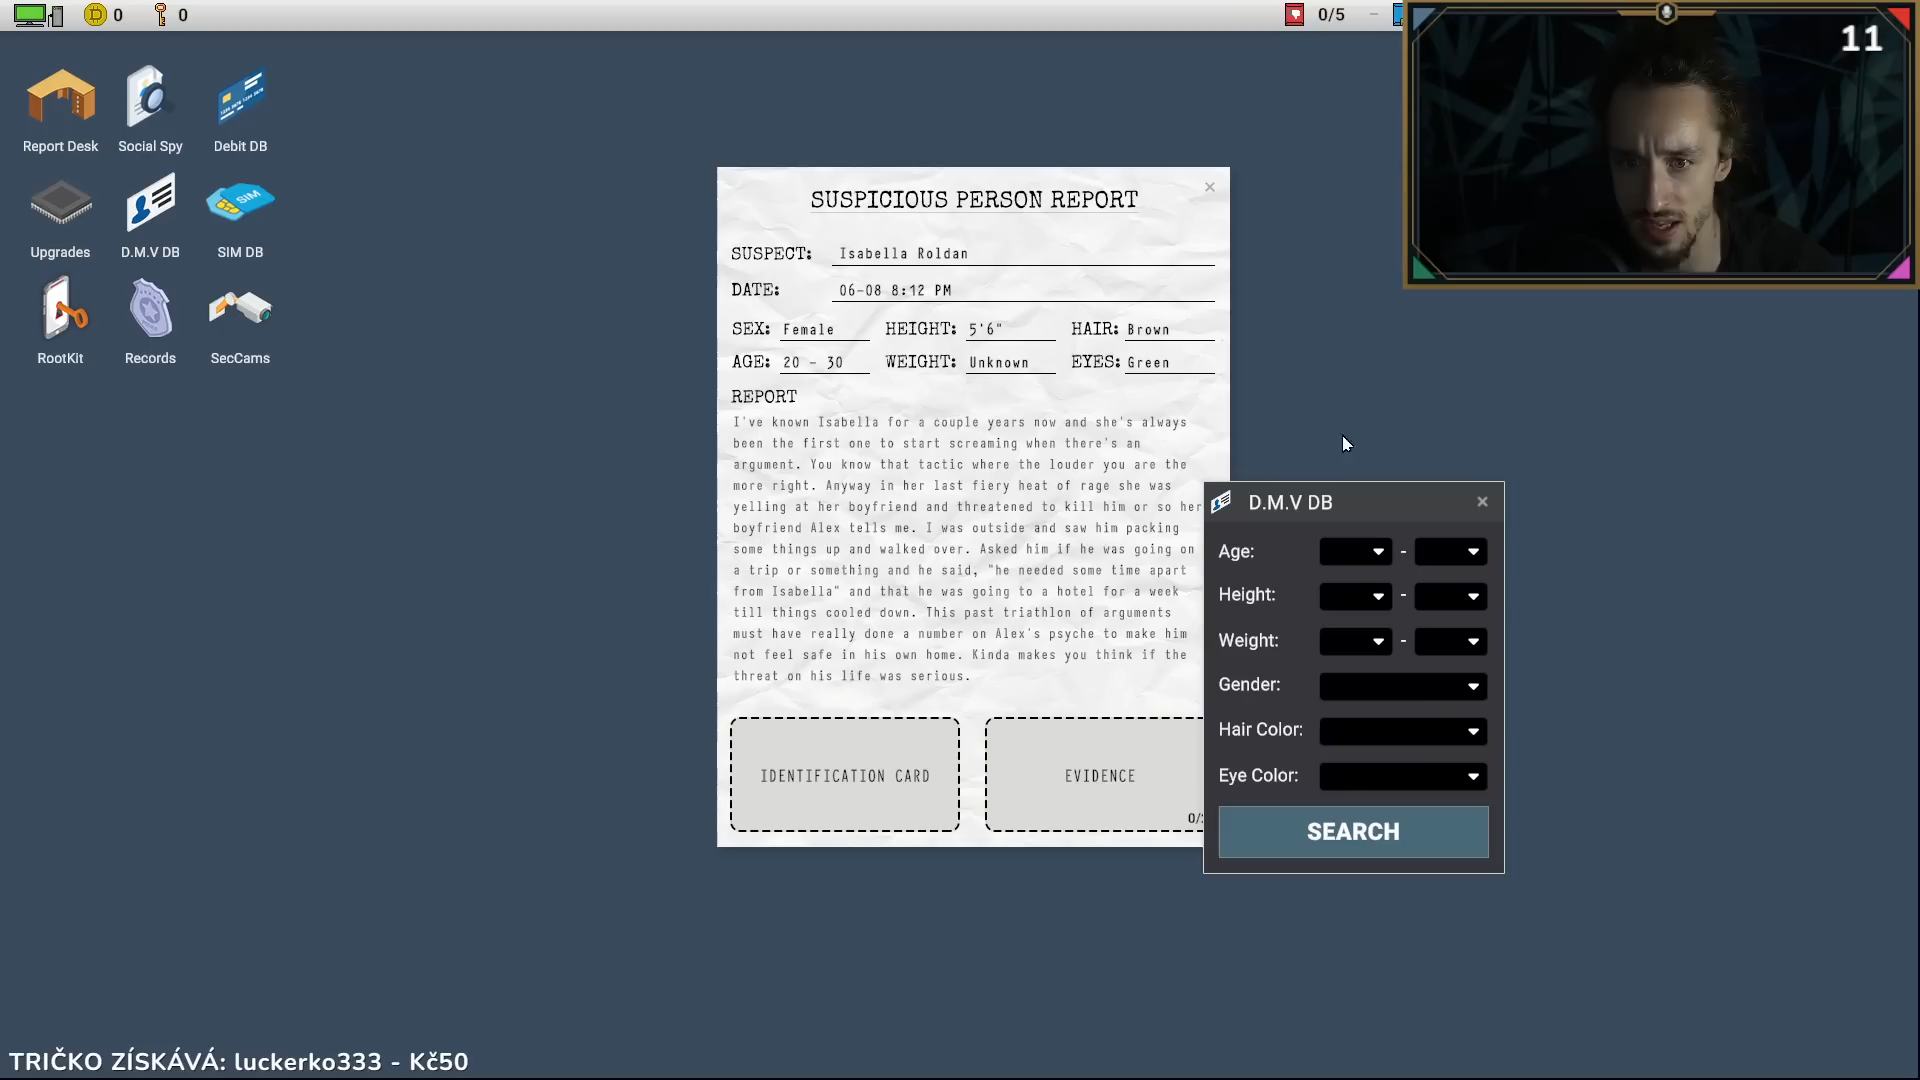 0
0
0/5
11
Report Desk
Social Spy
Debit DB
Upgrades
D.M.V DB
SIM DB
RootKit
Records
SecCams
SUSPICIOUS PERSON REPORT
SUSPECT: Isabella Roldan
DATE: 06-08 8:12 PM
SEX: Female HEIGHT: 5'6" HAIR: Brown
AGE: 20 - 30 WEIGHT: Unknown EYES: Green
REPORT
I've known Isabella for a couple years now and she's always
been the first one to start screaming when there's an
argument. You know that tactic where the louder you are the
more right. Anyway in her last fiery heat of rage she was
yelling at her boyfriend and threatened to kill him or so her
boyfriend Alex tells me. I was outside and saw him packing
some things up and walked over. Asked him if he was going on
a trip or something and he said, "he needed some time apart
from Isabella" and that he was going to a hotel for a week
till things cooled down. This past triathlon of arguments
must have really done a number on Alex's psyche to make him
not feel safe in his own home. Kinda makes you think if the
threat on his life was serious.
IDENTIFICATION CARD
EVIDENCE
D.M.V DB
Age: -
Height: -
Weight: -
Gender:
Hair Color:
Eye Color:
SEARCH
TRIČKO ZÍSKÁVÁ: luckerko333 - Kč50